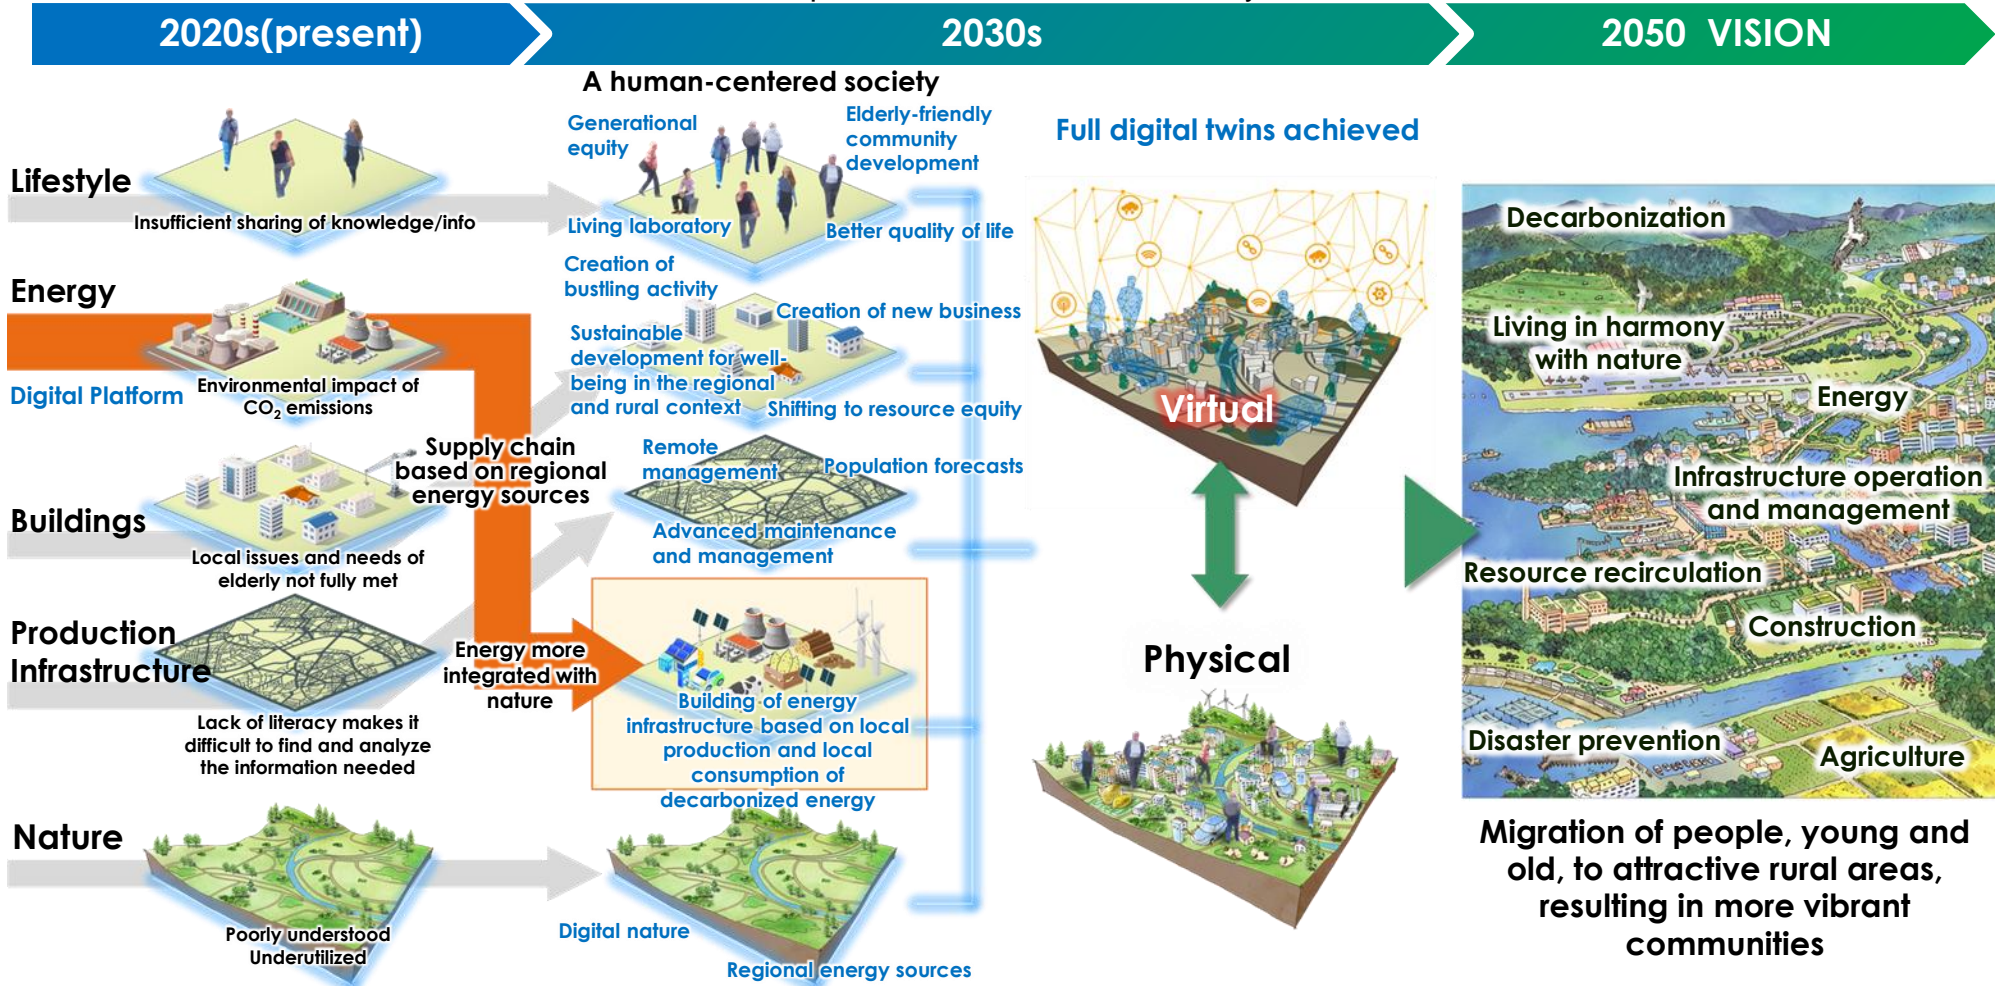 2020s(present)
2030s
2050 VISION
A human-centered society
Lifestyle
Insufficient sharing of knowledge/info
Generational
equity
Elderly-friendly
community
development
Living laboratory
Better quality of life
Energy
Digital Platform
Environmental impact of
CO2 emissions
Creation of
bustling activity
Creation of new business
Sustainable
development for well-
being in the regional
and rural context
Shifting to resource equity
Supply chain
based on regional
energy sources
Buildings
Local issues and needs of
elderly not fully met
Remote
management
Population forecasts
Advanced maintenance
and management
Production
Infrastructure
Lack of literacy makes it
difficult to find and analyze
the information needed
Energy more
integrated with
nature
Building of energy
infrastructure based on local
production and local
consumption of
decarbonized energy
Nature
Poorly understood
Underutilized
Digital nature
Regional energy sources
Full digital twins achieved
Virtual
Physical
Decarbonization
Living in harmony
with nature
Energy
Infrastructure operation
and management
Resource recirculation
Construction
Disaster prevention
Agriculture
Migration of people, young and
old, to attractive rural areas,
resulting in more vibrant
communities